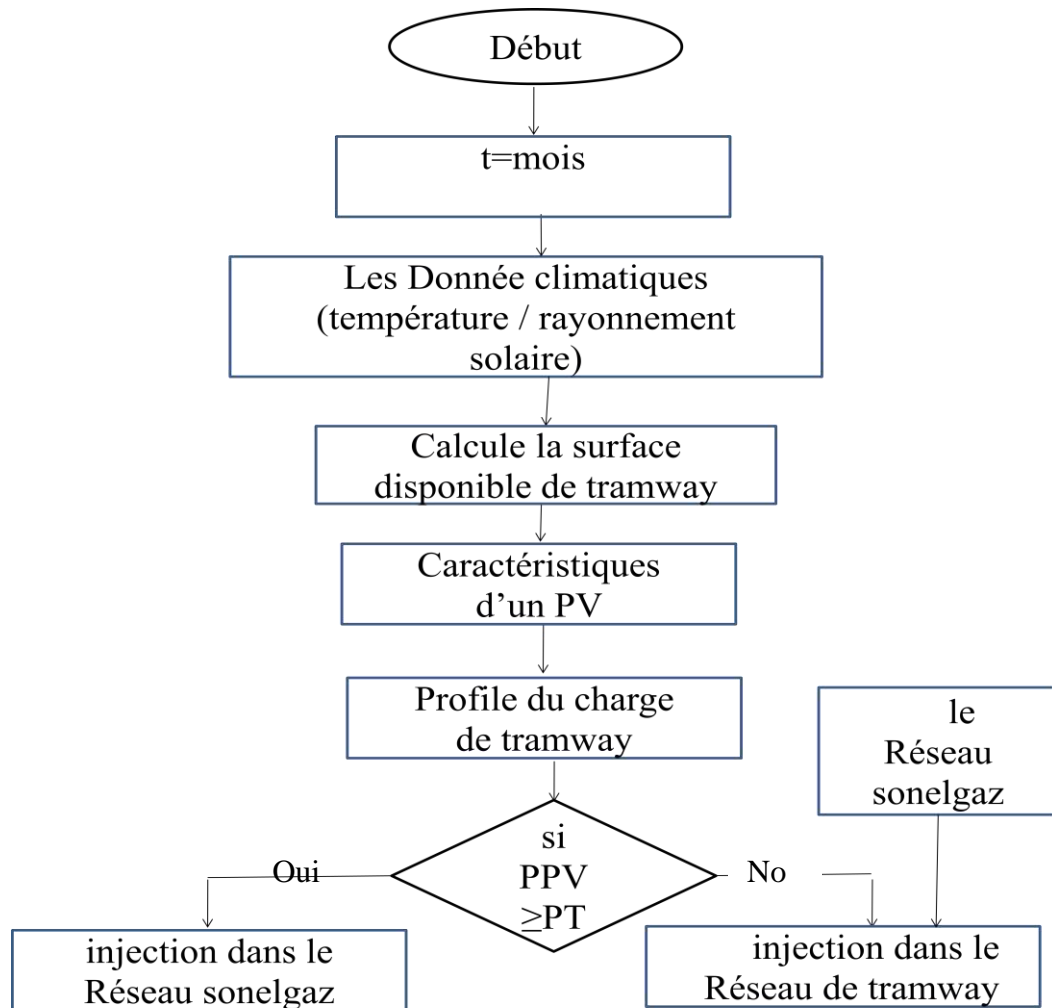 Début
t=mois
Les Donnée climatiques
(température / rayonnement
solaire)
Calcule la surface
disponible de tramway
Caractéristiques
d’un PV
Profile du charge
de tramway
le
Réseau
sonelgaz
si
PPV
≥PT
Oui
No
injection dans le
Réseau sonelgaz
injection dans le
Réseau de tramway